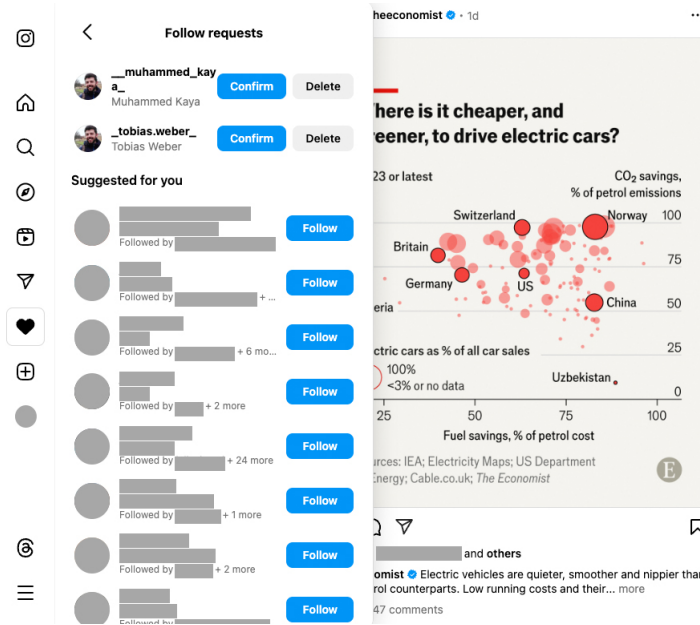 Follow requests
__muhammed_kay
a_
Muhammed Kaya
Confirm
Delete
_tobias.weber_
Tobias Weber
Confirm
Delete
Suggested for you
Followed by
Follow
Followed by + ...
Follow
Followed by + 6 mo...
Follow
Followed by + 2 more
Follow
Followed by + 24 more
Follow
Followed by + 1 more
Follow
Followed by + 2 more
Follow
Follow
heeconomist • 1d
here is it cheaper, and
eener, to drive electric cars?
23 or latest
CO2 savings,
% of petrol emissions
Switzerland
Norway
100
Britain
75
Germany
US
China
50
eria
ctric cars as % of all car sales
25
100%
<3% or no data
Uzbekistan
0
25
50
75
100
Fuel savings, % of petrol cost
urces: IEA; Electricity Maps; US Department
Energy; Cable.co.uk; The Economist
E
and others
omist Electric vehicles are quieter, smoother and nippier than
rol counterparts. Low running costs and their... more
47 comments